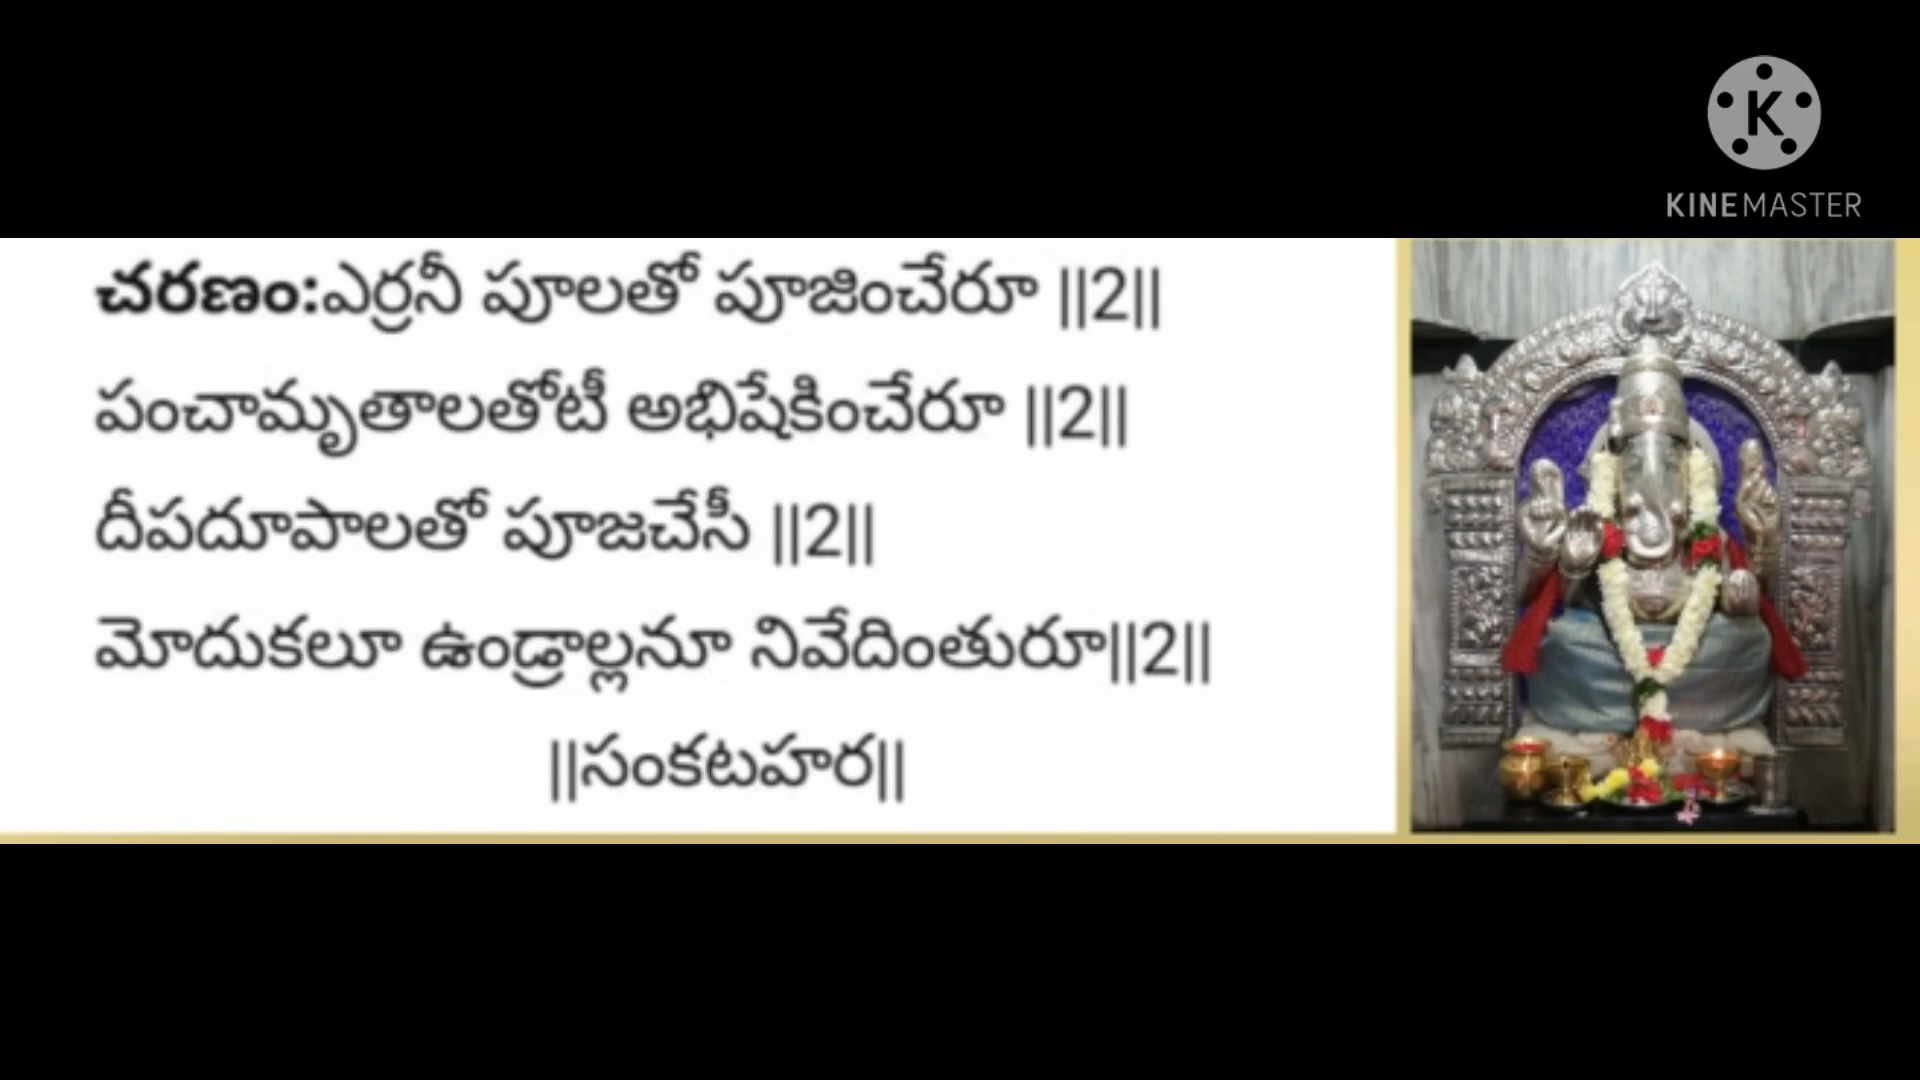 KINEMASTER
చరణం:ఎర్రనీ పూలతో పూజించేరూ ||2||
పంచామృతాలతోటీ అభిషేకించేరూ ||2||
దీపదూపాలతో పూజచేసీ ||2||
మోదుకలూ ఉండ్రాల్లనూ నివేదింతురూ||2||
||సంకటహర||